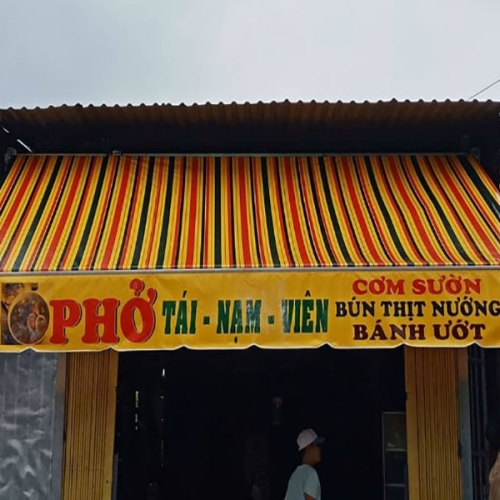 PHỞ TÁI - NẠM - VIÊN
CƠM SƯỜN
BÚN THỊT NƯỚNG
BÁNH ƯỚT